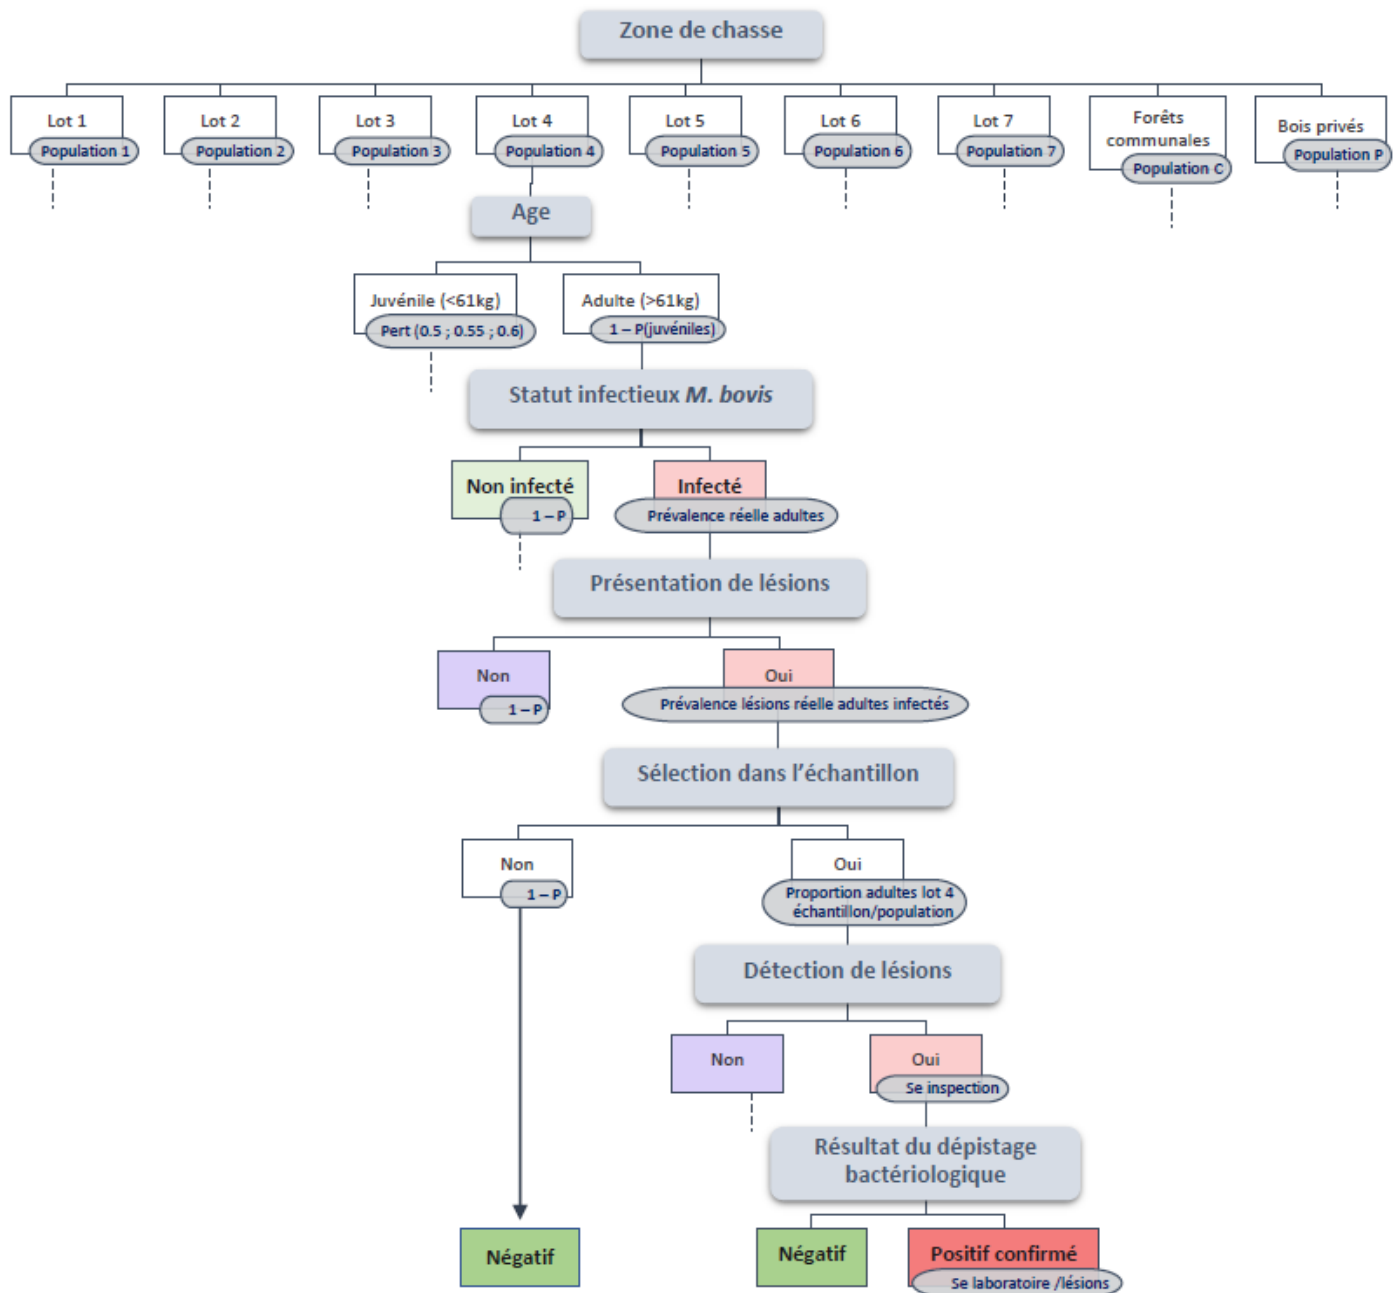 Zone de chasse
Lot 1
Population 1
Lot 2
Population 2
Lot 3
Population 3
Lot 4
Population 4
Lot 5
Population 5
Lot 6
Population 6
Lot 7
Population 7
Forêts
communales
Population C
Bois privés
Population P
Age
Juvénile (<61kg)
Pert (0.5 ; 0.55 ; 0.6)
Adulte (>61kg)
1 – P(juvéniles)
Statut infectieux M. bovis
Non infecté
1 – P
Infecté
Prévalence réelle adultes
Présentation de lésions
Non
1 – P
Oui
Prévalence lésions réelle adultes infectés
Sélection dans l’échantillon
Non
1 – P
Oui
Proportion adultes lot 4
échantillon/population
Détection de lésions
Non
Oui
Se inspection
Résultat du dépistage
bactériologique
Négatif
Négatif
Positif confirmé
Se laboratoire /lésions